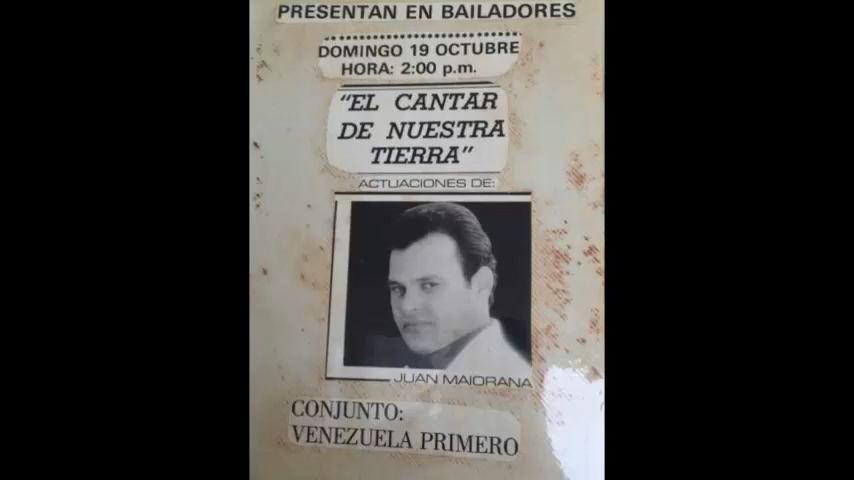 PRESENTAN EN BAILADORES
DOMINGO 19 OCTUBRE
HORA: 2:00 p.m.
"EL CANTAR
DE NUESTRA
TIERRA"
ACTUACIONES DE:
JUAN MAIORANA
CONJUNTO:
VENEZUELA PRIMERO